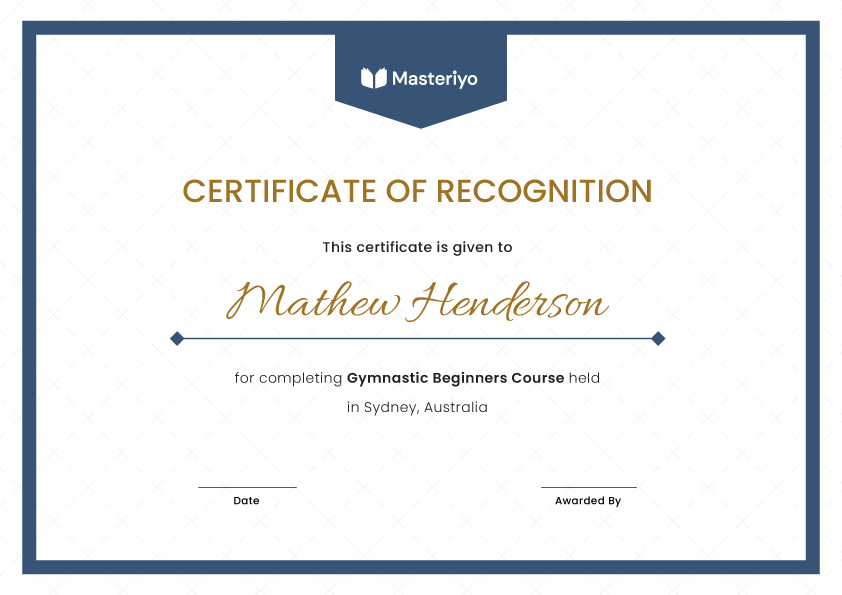 Masteriyo
CERTIFICATE OF RECOGNITION
This certificate is given to
Mathew Henderson
for completing Gymnastic Beginners Course held
in Sydney, Australia
Date
Awarded By